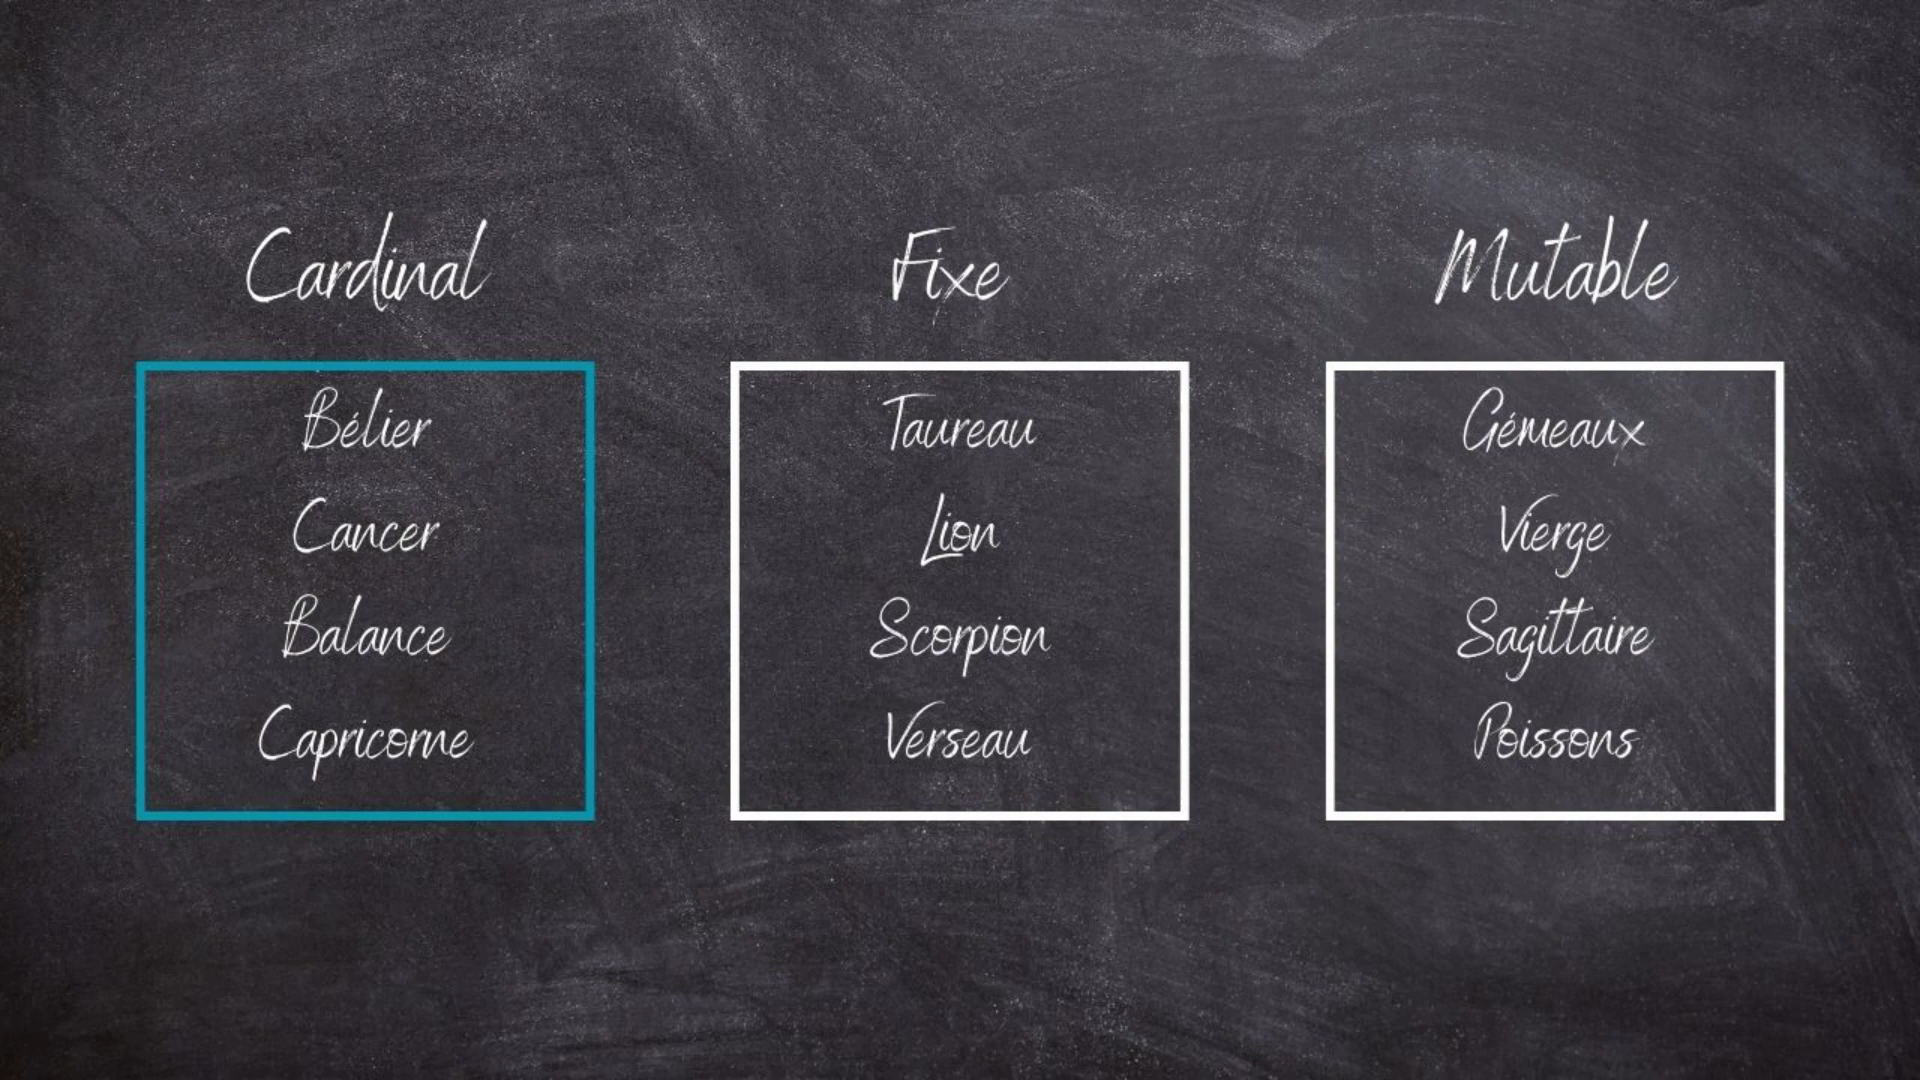 Cardinal
Fixe
Mutable
Bélier
Cancer
Balance
Capricorne
Taureau
Lion
Scorpion
Verseau
Gémeaux
Vierge
Sagittaire
Poissons